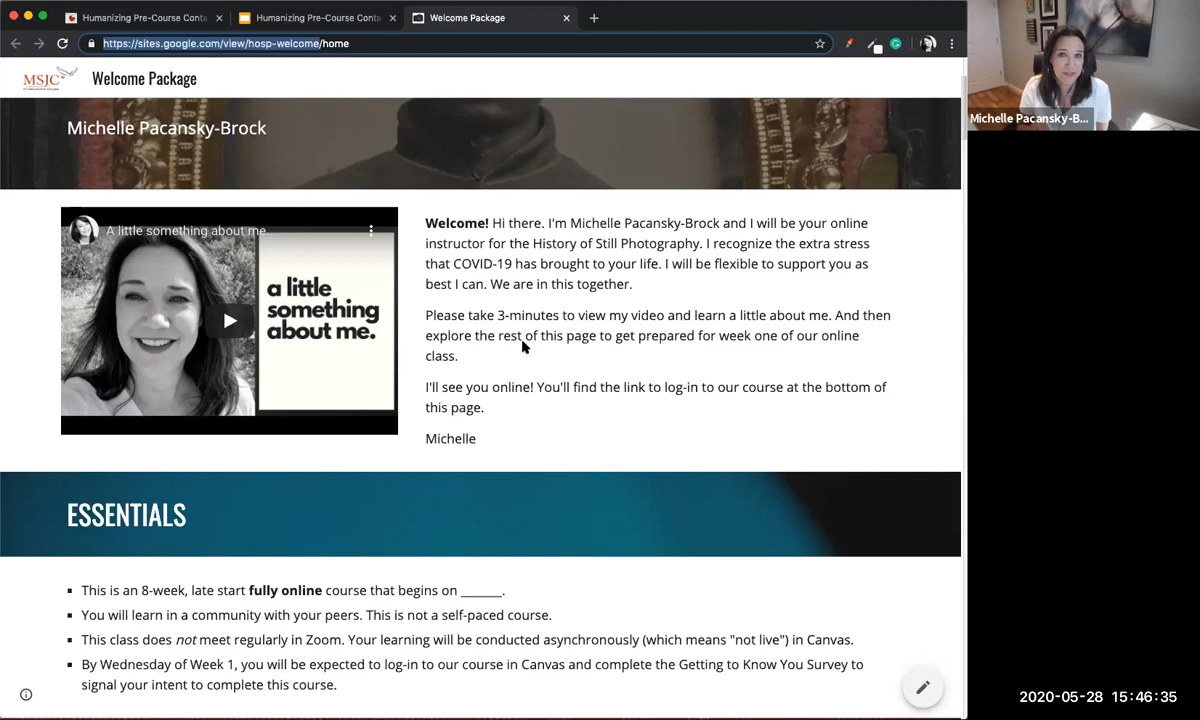 Humanizing Pre-Course Conta
Humanizing Pre-Course Conta
Welcome Package
https://sites.google.com/view/hosp-welcome/home
MSJC
Welcome Package
Michelle Pacansky-B...
Michelle Pacansky-Brock
A little something about me...
a little
something
about me.
Welcome! Hi there. I'm Michelle Pacansky-Brock and I will be your online
instructor for the History of Still Photography. I recognize the extra stress
that COVID-19 has brought to your life. I will be flexible to support you as
best I can. We are in this together.
Please take 3-minutes to view my video and learn a little about me. And then
explore the rest of this page to get prepared for week one of our online
class.
I'll see you online! You'll find the link to log-in to our course at the bottom of
this page.
Michelle
ESSENTIALS
This is an 8-week, late start fully online course that begins on ______.
You will learn in a community with your peers. This is not a self-paced course.
This class does not meet regularly in Zoom. Your learning will be conducted asynchronously (which means "not live") in Canvas.
By Wednesday of Week 1, you will be expected to log-in to our course in Canvas and complete the Getting to Know You Survey to
signal your intent to complete this course.
2020-05-28 15:46:35